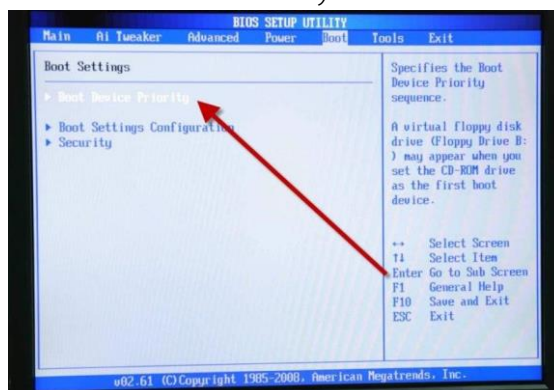 BIOS SETUP UTILITY
Main Ai Tweaker Advanced Power Boot Tools Exit
Boot Settings
Boot Device Priority
Boot Settings Configuration
Security
Specifies the Boot
Device Priority
sequence.
A virtual floppy disk
drive (Floppy Drive B:
) may appear when you
set the CD-ROM drive
as the first boot
device.
↔ Select Screen
↑↓ Select Item
Enter Go to Sub Screen
F1 General Help
F10 Save and Exit
ESC Exit
v02.61 (C)Copyright 1985-2008, American Megatrends, Inc.